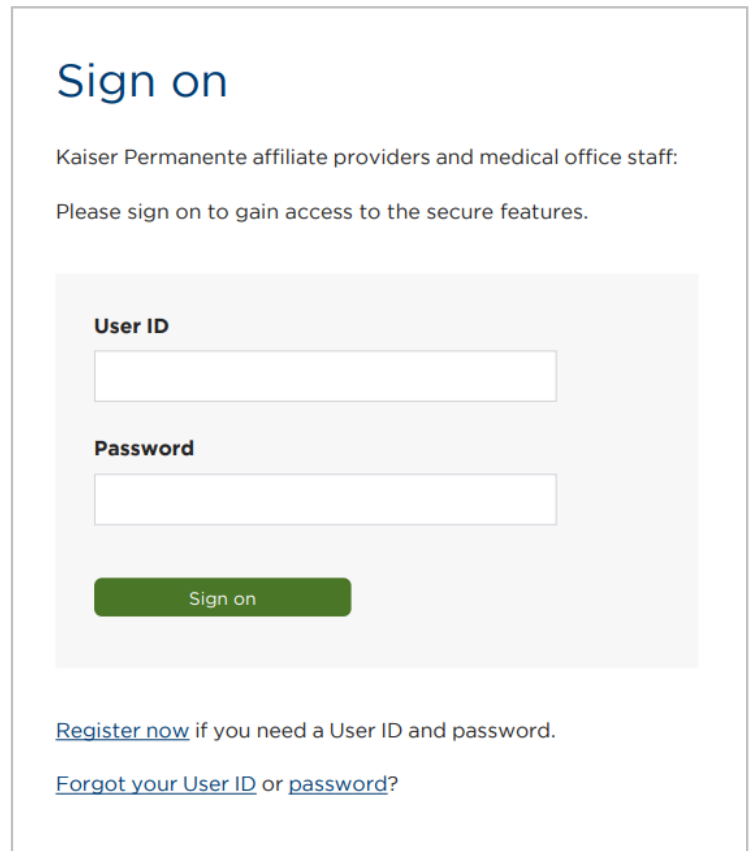 Sign on
Kaiser Permanente affiliate providers and medical office staff:
Please sign on to gain access to the secure features.
User ID
Password
Sign on
Register now if you need a User ID and password.
Forgot your User ID or password?